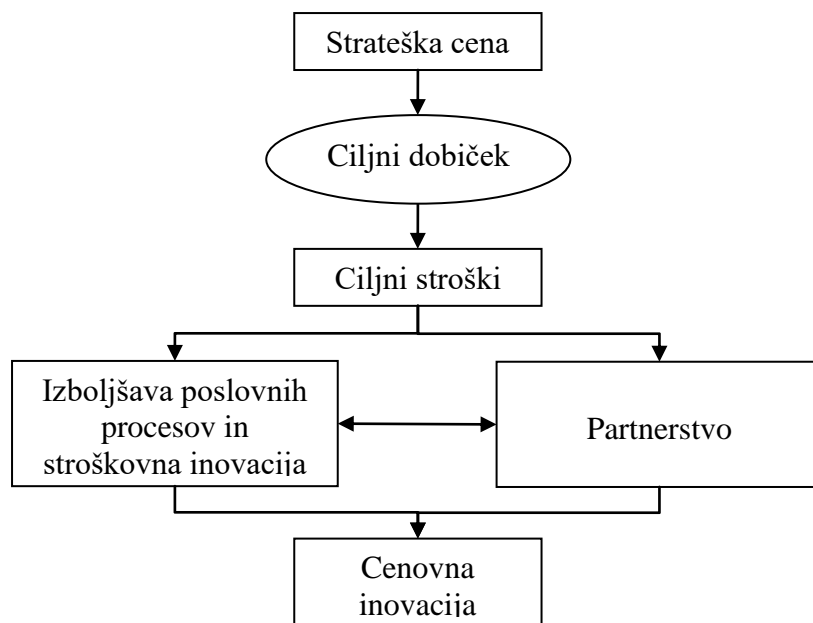 Strateška cena
Ciljni dobiček
Ciljni stroški
Izboljšava poslovnih
procesov in
stroškovna inovacija
Partnerstvo
Cenovna
inovacija